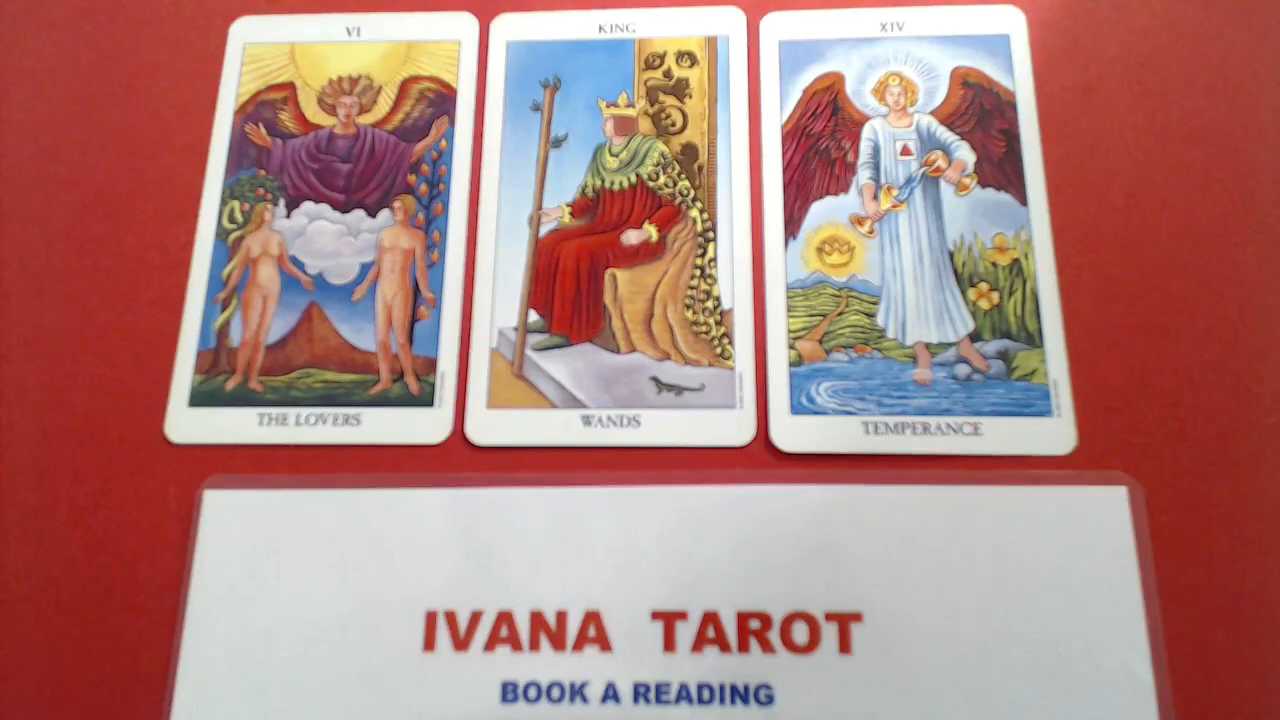 VI
THE LOVERS
KING
WANDS
XIV
TEMPERANCE
IVANA TAROT
BOOK A READING